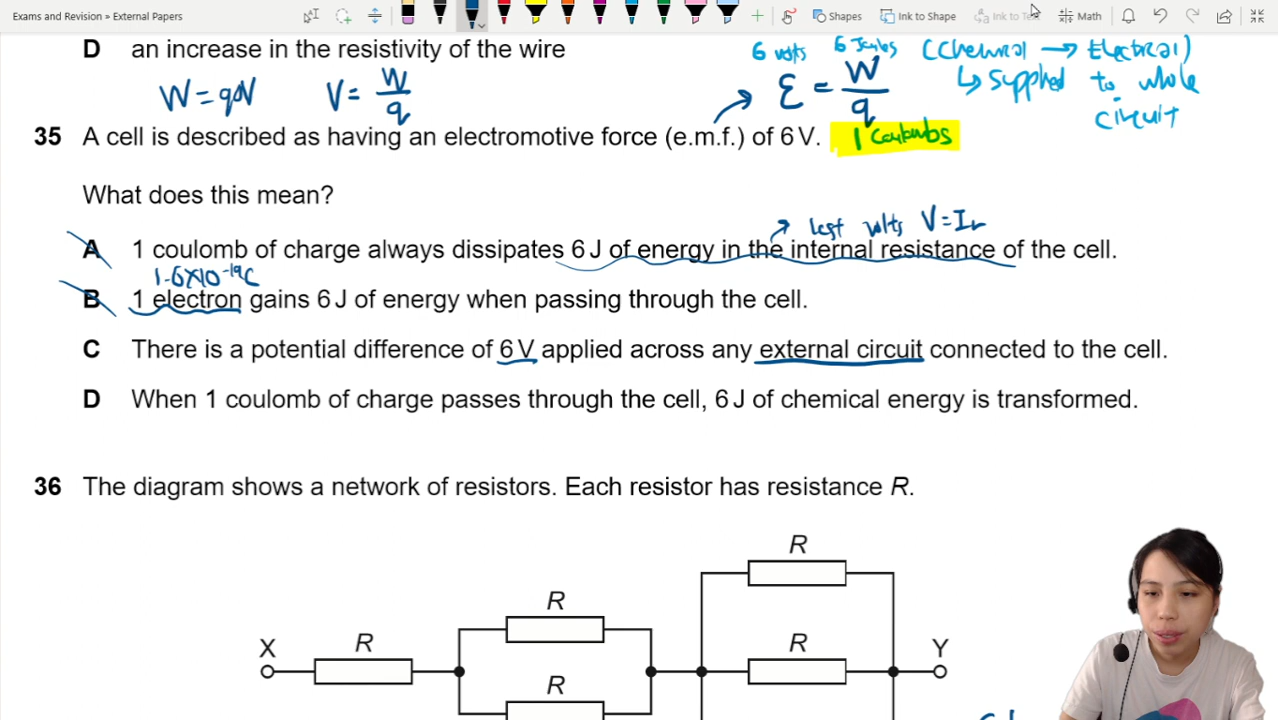 Exams and Revision » External Papers
Shapes
Ink to Shape
Ink to Text
Math
D an increase in the resistivity of the wire
6 volts 6 Joules (Chemical → Electrical)
W = qΔV V = W/q ε = W/q ↳ supplied to whole circuit
35 A cell is described as having an electromotive force (e.m.f.) of 6 V. 1 Coulombs
What does this mean?
→ lost volts V=Ir
A 1 coulomb of charge always dissipates 6 J of energy in the internal resistance of the cell.
1.6×10⁻¹⁹C
B 1 electron gains 6 J of energy when passing through the cell.
C There is a potential difference of 6 V applied across any external circuit connected to the cell.
D When 1 coulomb of charge passes through the cell, 6 J of chemical energy is transformed.
36 The diagram shows a network of resistors. Each resistor has resistance R.
R
R
X R R Y
R